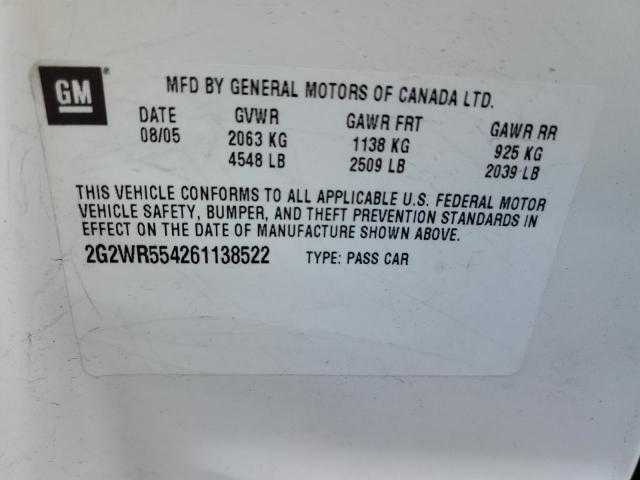 GM ®
MFD BY GENERAL MOTORS OF CANADA LTD.
DATE GVWR GAWR FRT GAWR RR
08/05 2063 KG 1138 KG 925 KG
4548 LB 2509 LB 2039 LB
THIS VEHICLE CONFORMS TO ALL APPLICABLE U.S. FEDERAL MOTOR
VEHICLE SAFETY, BUMPER, AND THEFT PREVENTION STANDARDS IN
EFFECT ON THE DATE OF MANUFACTURE SHOWN ABOVE.
2G2WR554261138522 TYPE: PASS CAR